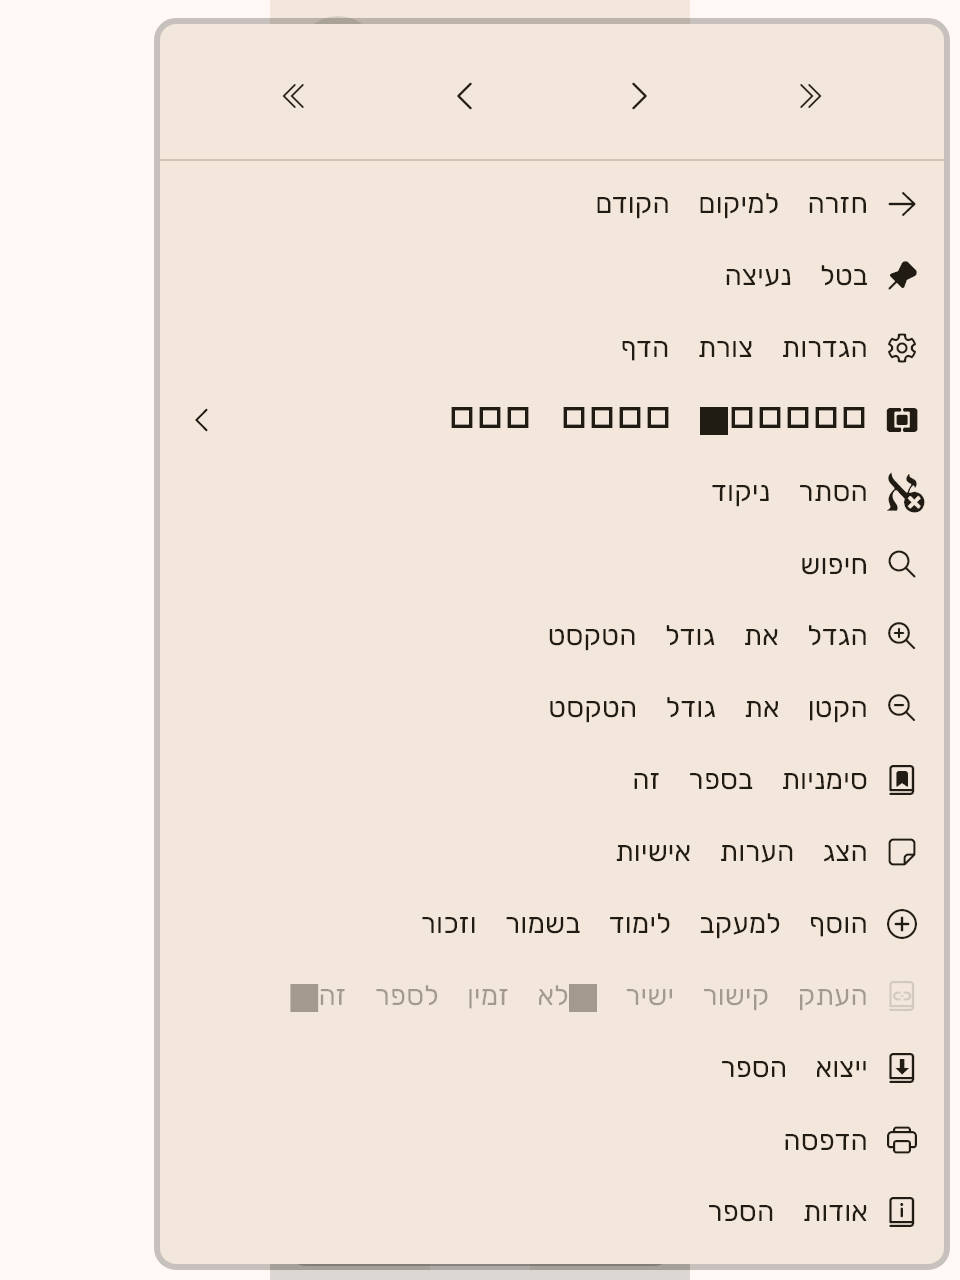 חזרה למיקום הקודם
בטל נעיצה
הגדרות צורת הדף
הסתר ניקוד
חיפוש
הגדל את גודל הטקסט
הקטן את גודל הטקסט
סימניות בספר זה
הצג הערות אישיות
הוסף למעקב לימוד בשמור וזכור
העתק קישור ישיר לא זמין לספר זה
ייצוא הספר
הדפסה
אודות הספר